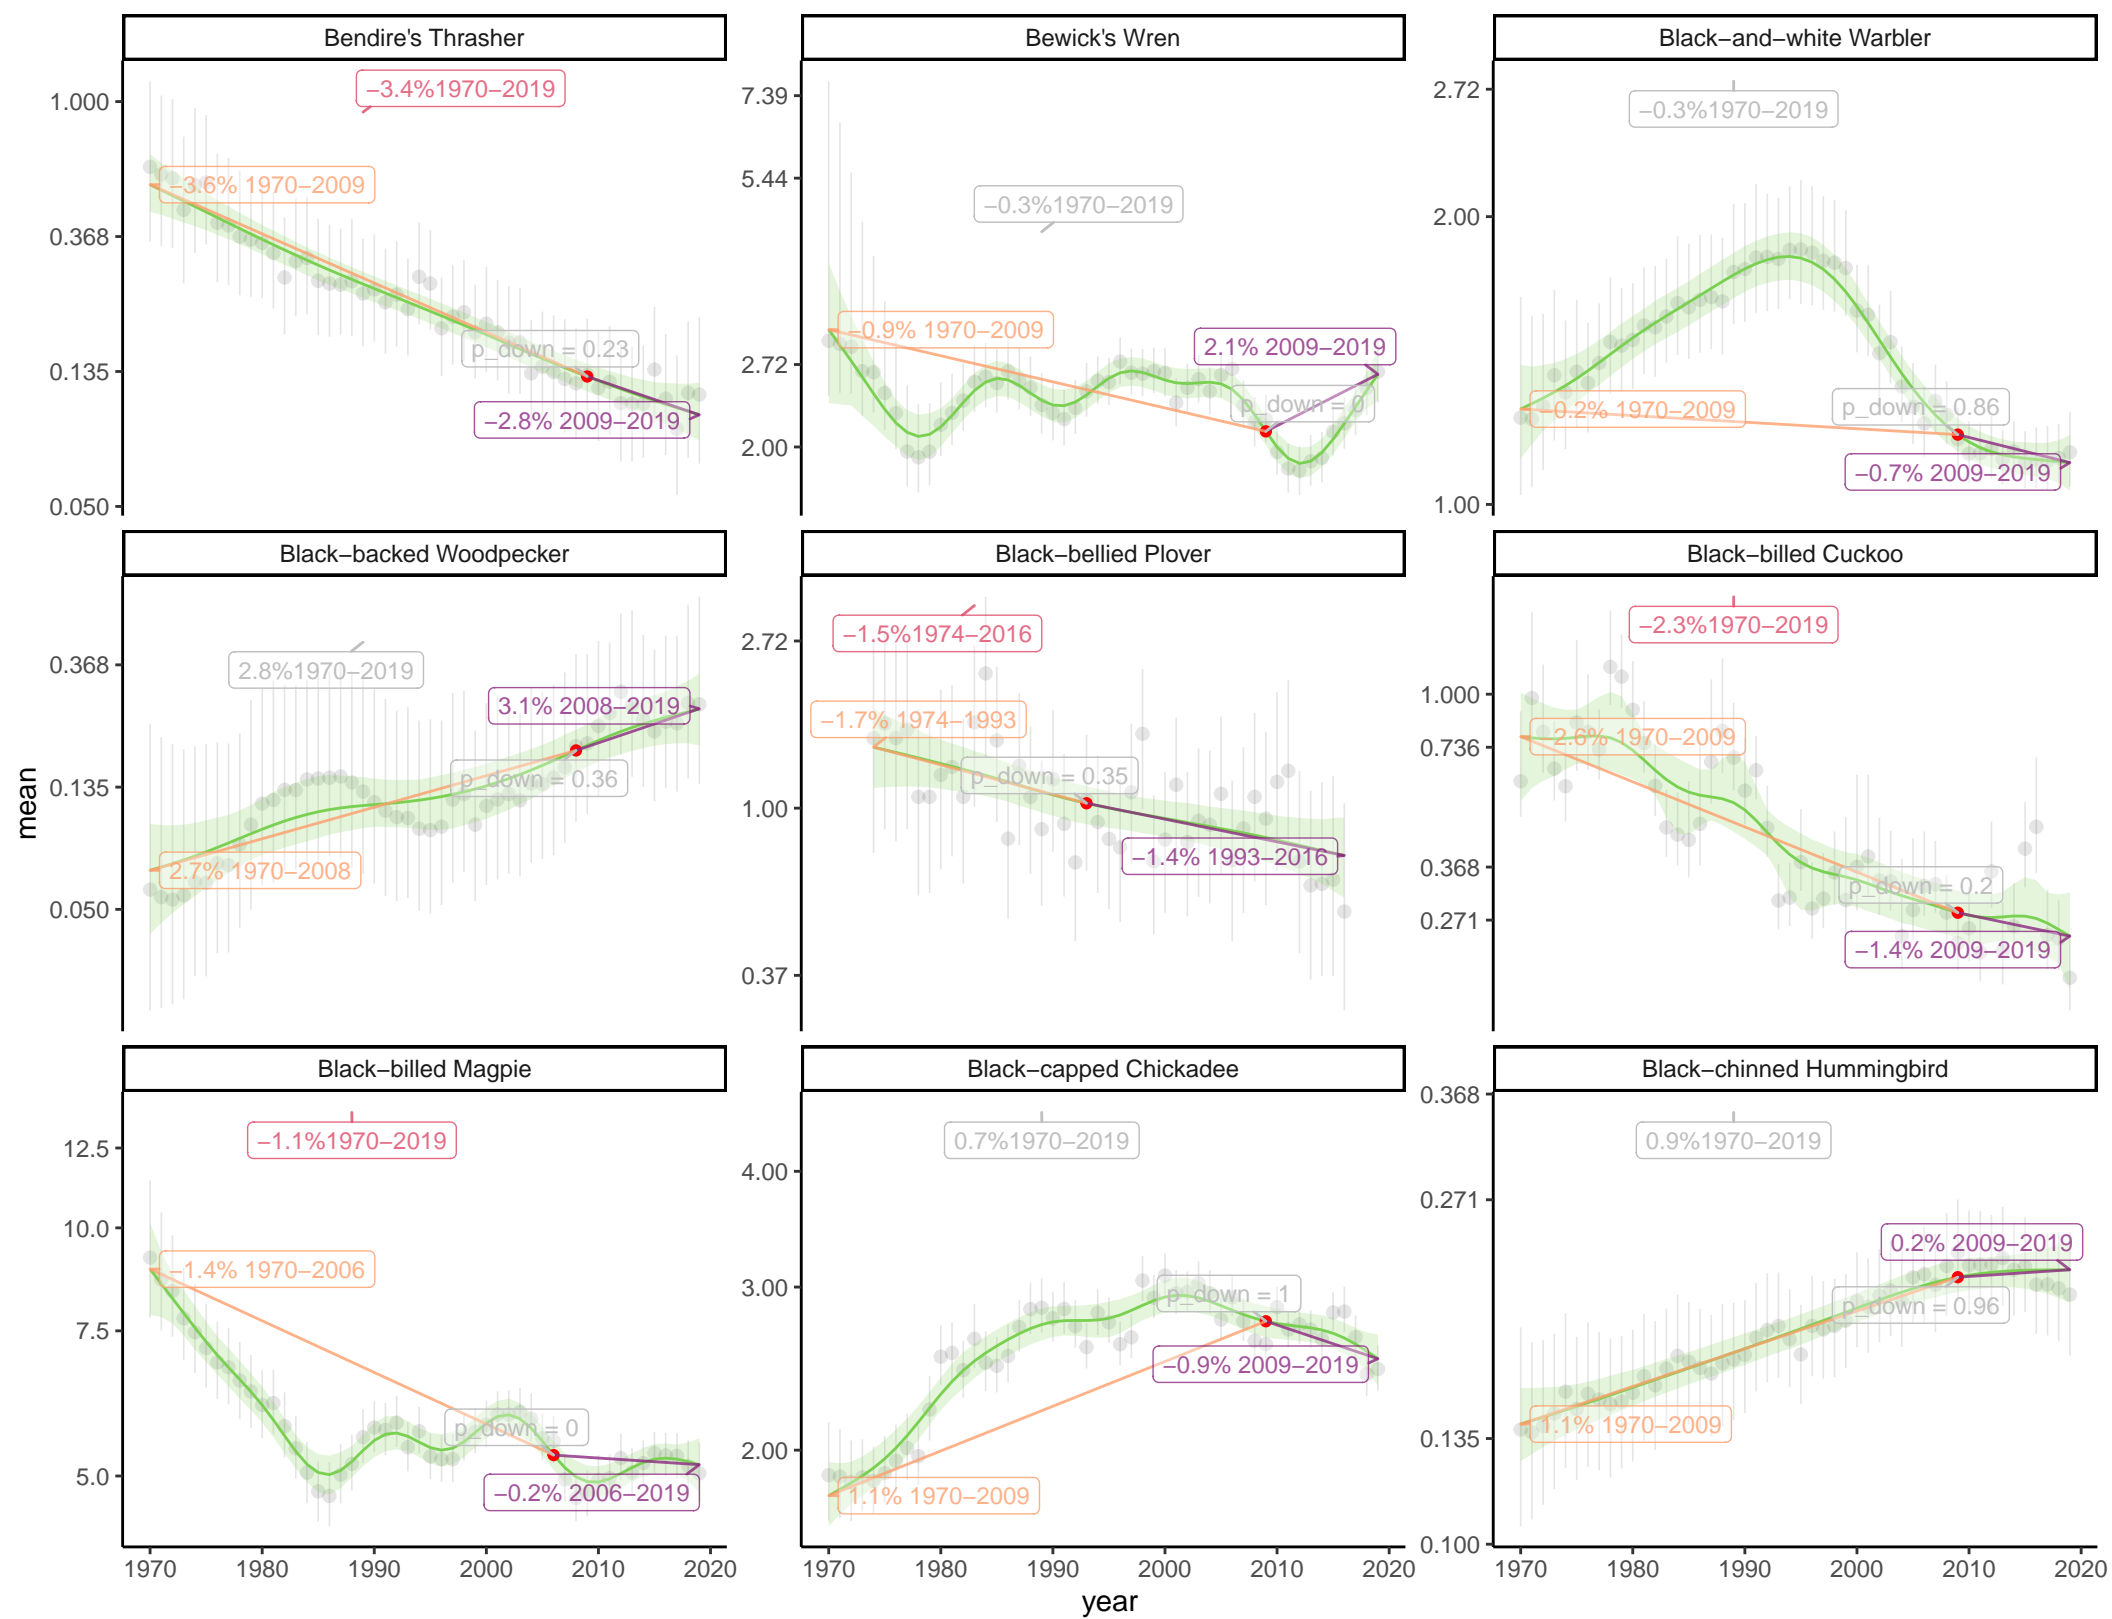 Bendire's Thrasher
Bewick's Wren
Black−and−white Warbler
1.000
0.368
0.135
0.050
−3.4%1970−2019
−3.6% 1970−2009
p_down = 0.23
−2.8% 2009−2019
7.39
5.44
2.72
2.00
−0.3%1970−2019
−0.9% 1970−2009
2.1% 2009−2019
p_down = 0
2.72
2.00
1.00
−0.3%1970−2019
−0.2% 1970−2009
p_down = 0.86
−0.7% 2009−2019
Black−backed Woodpecker
Black−bellied Plover
Black−billed Cuckoo
0.368
0.135
0.050
2.8%1970−2019
3.1% 2008−2019
p_down = 0.36
2.7% 1970−2008
2.72
1.00
0.37
−1.5%1974−2016
−1.7% 1974−1993
p_down = 0.35
−1.4% 1993−2016
1.000
0.736
0.368
0.271
−2.3%1970−2019
−2.6% 1970−2009
p_down = 0.2
−1.4% 2009−2019
mean
Black−billed Magpie
Black−capped Chickadee
Black−chinned Hummingbird
12.5
10.0
7.5
5.0
−1.1%1970−2019
−1.4% 1970−2006
p_down = 0
−0.2% 2006−2019
4.00
3.00
2.00
0.7%1970−2019
p_down = 1
−0.9% 2009−2019
1.1% 1970−2009
0.368
0.271
0.135
0.100
0.9%1970−2019
0.2% 2009−2019
p_down = 0.96
1.1% 1970−2009
1970 1980 1990 2000 2010 2020
1970 1980 1990 2000 2010 2020
1970 1980 1990 2000 2010 2020
year